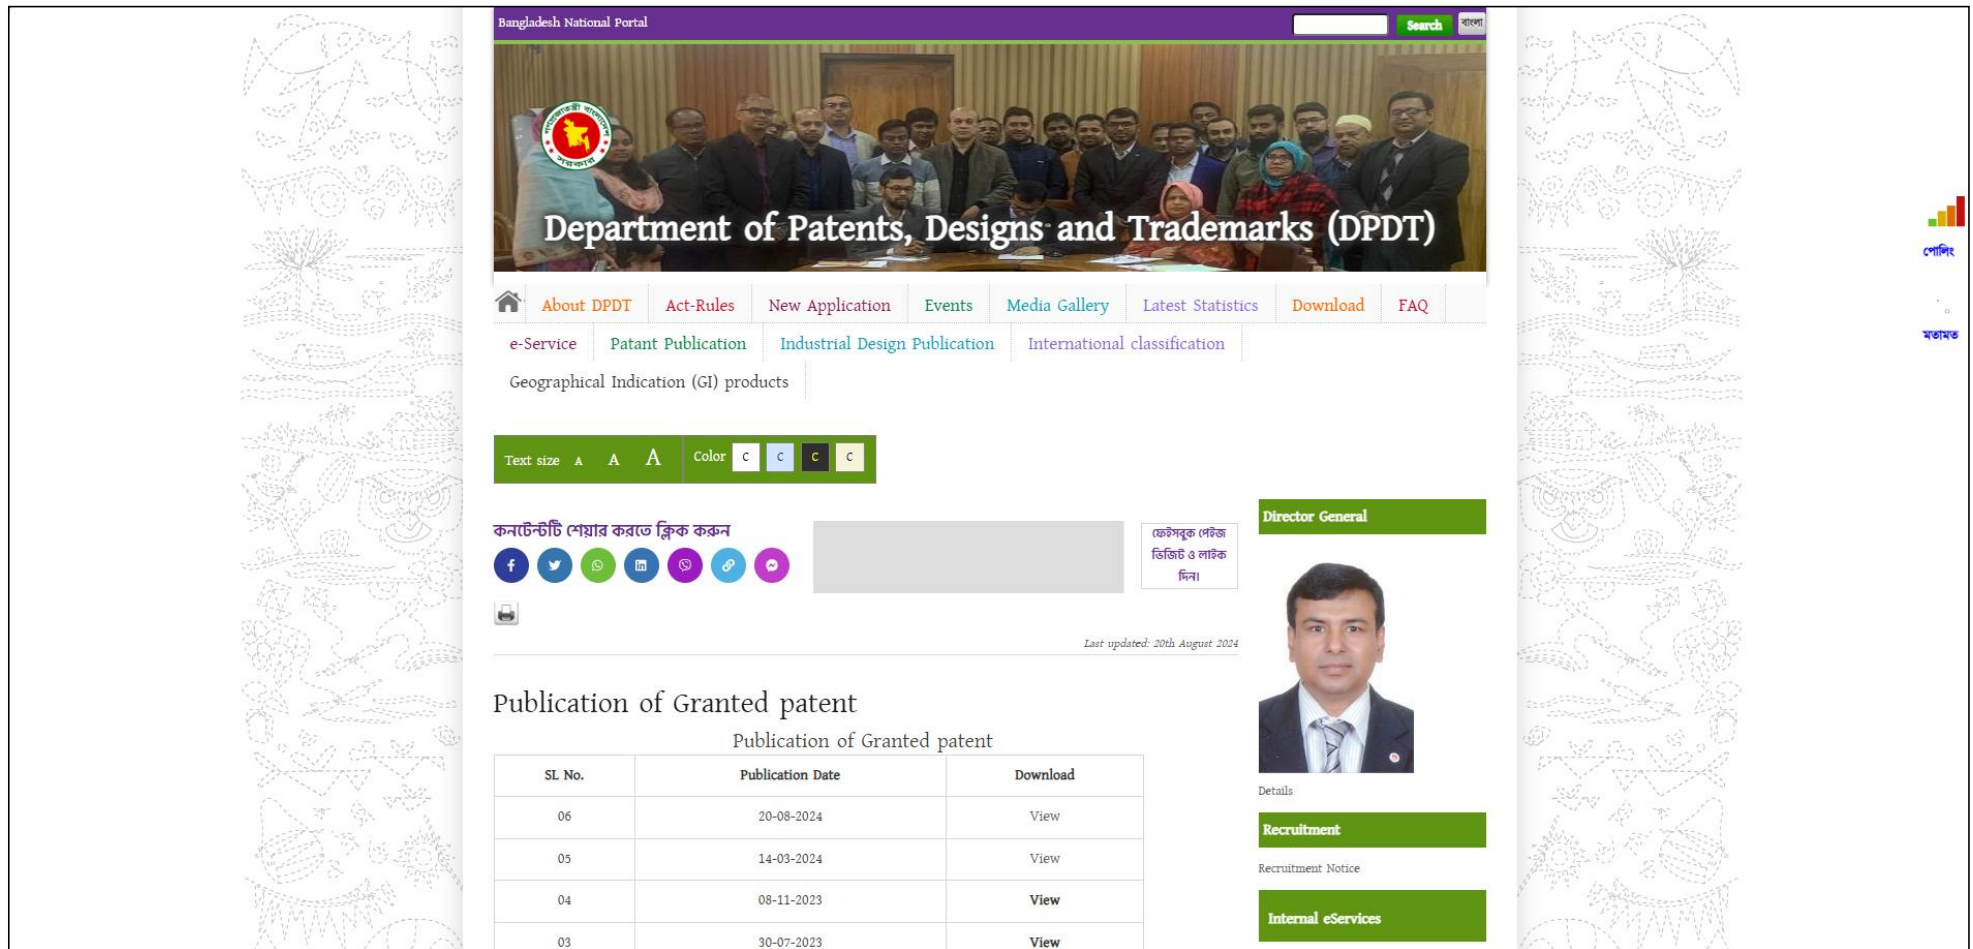 Bangladesh National Portal
Search
বাংলা
গণপ্রজাতন্ত্রী বাংলাদেশ
সরকার
Department of Patents, Designs and Trademarks (DPDT)
About DPDT Act-Rules New Application Events Media Gallery Latest Statistics Download FAQ
e-Service Patant Publication Industrial Design Publication International classification
Geographical Indication (GI) products
পোলিং
মতামত
Text size A A A Color C C C C
কনটেন্টটি শেয়ার করতে ক্লিক করুন
ফেইসবুক পেইজ
ভিজিট ও লাইক
দিন।
Last updated: 20th August 2024
Publication of Granted patent
Publication of Granted patent
SL No. Publication Date Download
06 20-08-2024 View
05 14-03-2024 View
04 08-11-2023 View
03 30-07-2023 View
Director General
Details
Recruitment
Recruitment Notice
Internal eServices